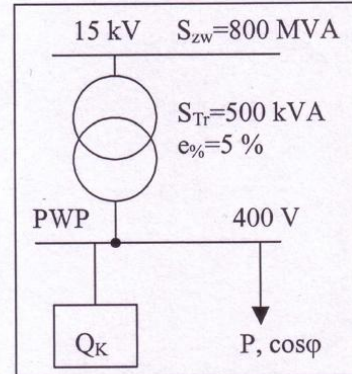 15 kV S_zw=800 MVA
S_Tr=500 kVA
e_%=5 %
PWP 400 V
Q_K P, cosφ